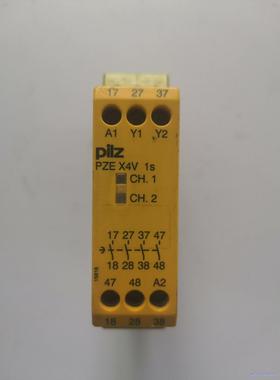 17 27 37
A1 Y1 Y2
pilz
PZE X4V 1s
CH. 1
CH. 2
17 27 37 47
18 28 38 48
47 48 A2
18 28 38